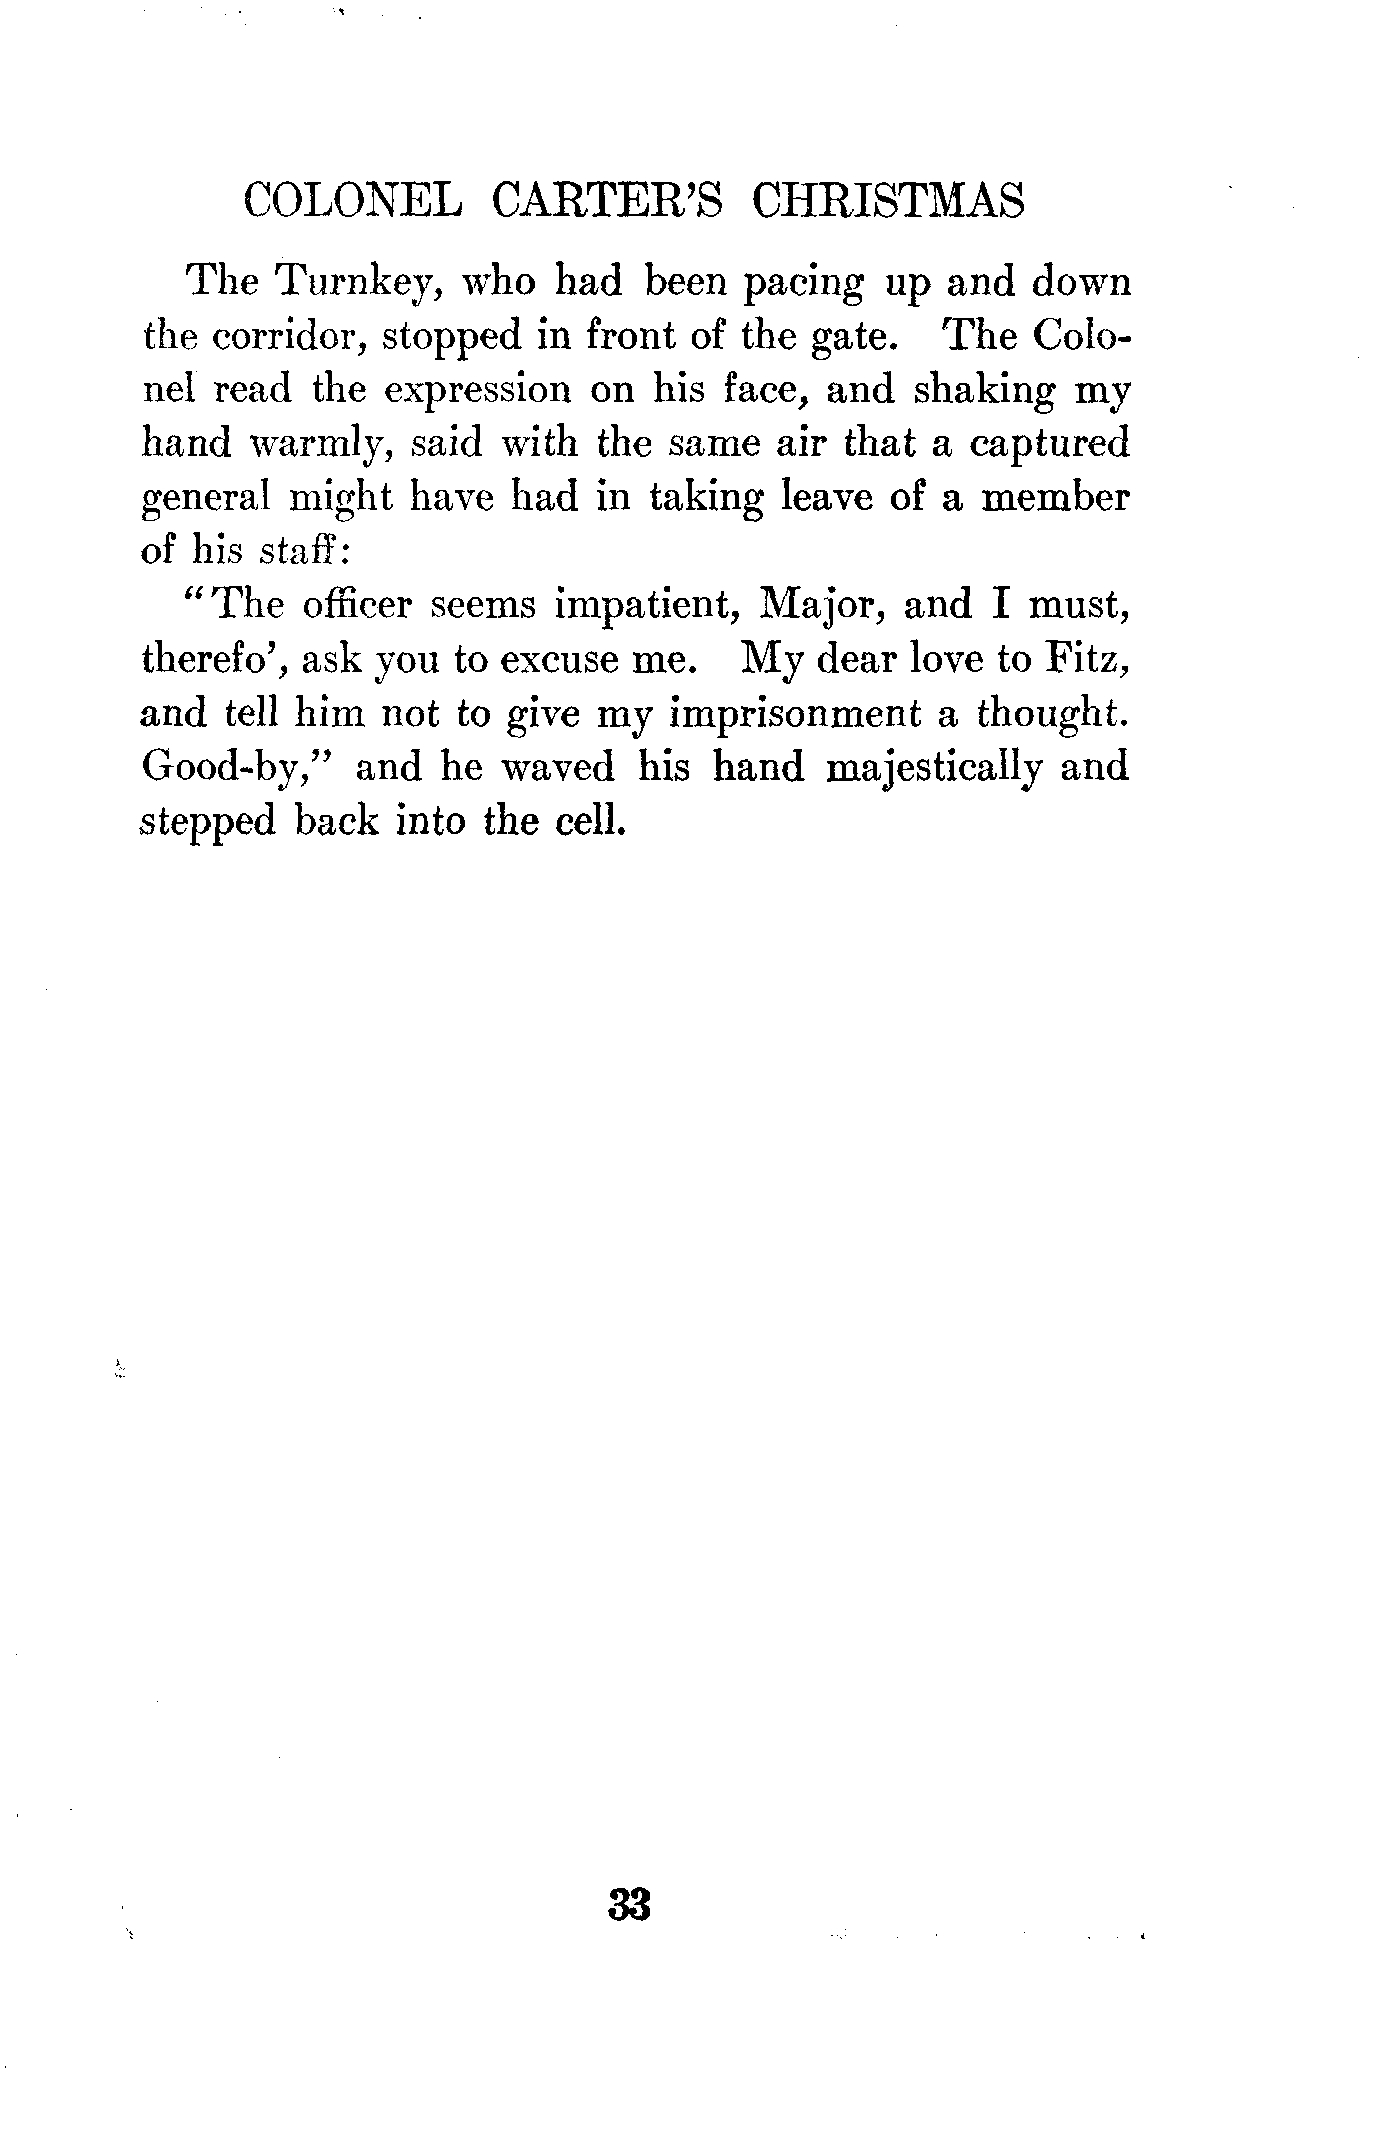 COLONEL CARTER'S CHRISTMAS
The Turnkey, who had been pacing up and down
the corridor, stopped in front of the gate. The Colo-
nel read the expression on his face, and shaking my
hand warmly, said with the same air that a captured
general might have had in taking leave of a member
of his staff:
"The officer seems impatient, Major, and I must,
therefo', ask you to excuse me. My dear love to Fitz,
and tell him not to give my imprisonment a thought.
Good-by," and he waved his hand majestically and
stepped back into the cell.
33